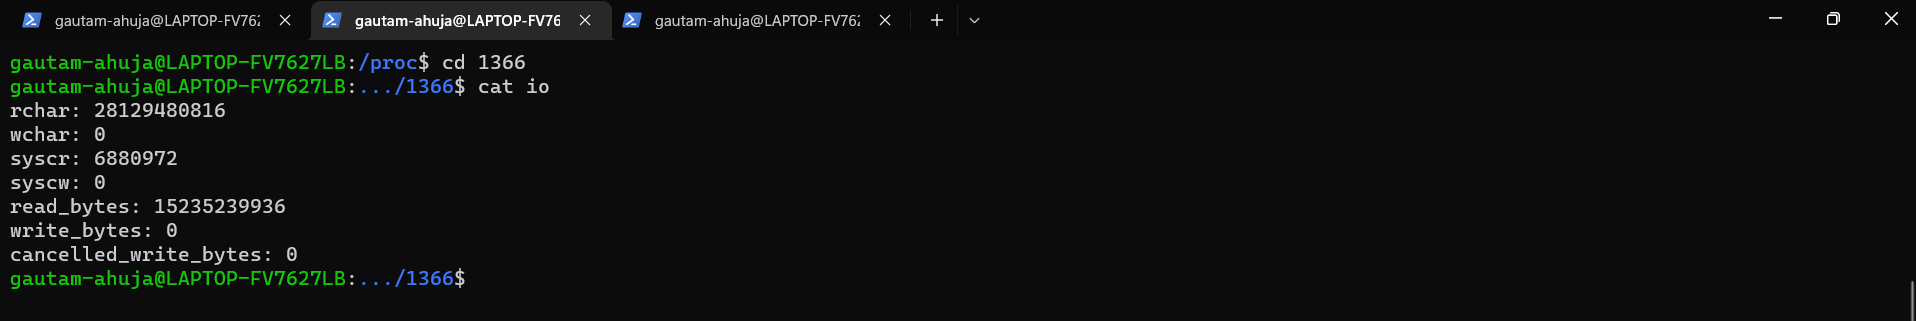 gautam-ahuja@LAPTOP-FV762 gautam-ahuja@LAPTOP-FV76 gautam-ahuja@LAPTOP-FV762
gautam-ahuja@LAPTOP-FV7627LB:/proc$ cd 1366
gautam-ahuja@LAPTOP-FV7627LB:.../1366$ cat io
rchar: 28129480816
wchar: 0
syscr: 6880972
syscw: 0
read_bytes: 15235239936
write_bytes: 0
cancelled_write_bytes: 0
gautam-ahuja@LAPTOP-FV7627LB:.../1366$